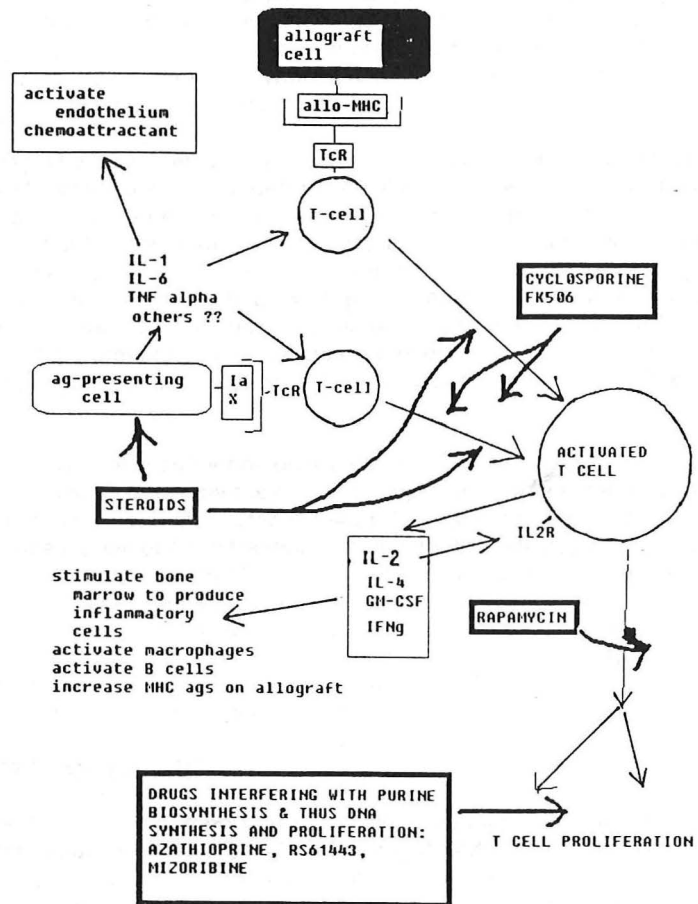 allograft
cell
allo-MHC
TcR
T-cell
activate
endothelium
chemoattractant
IL-1
IL-6
TNF alpha
others ??
CYCLOSPORINE
FK506
ag-presenting
cell
Ia
X
-TcR
T-cell
ACTIVATED
T CELL
STEROIDS
IL2R
IL-2
IL-4
GM-CSF
IFNg
stimulate bone
marrow to produce
inflammatory
cells
activate macrophages
activate B cells
increase MHC ags on allograft
RAPAMYCIN
DRUGS INTERFERING WITH PURINE
BIOSYNTHESIS & THUS DNA
SYNTHESIS AND PROLIFERATION:
AZATHIOPRINE, RS61443,
MIZORIBINE
T CELL PROLIFERATION